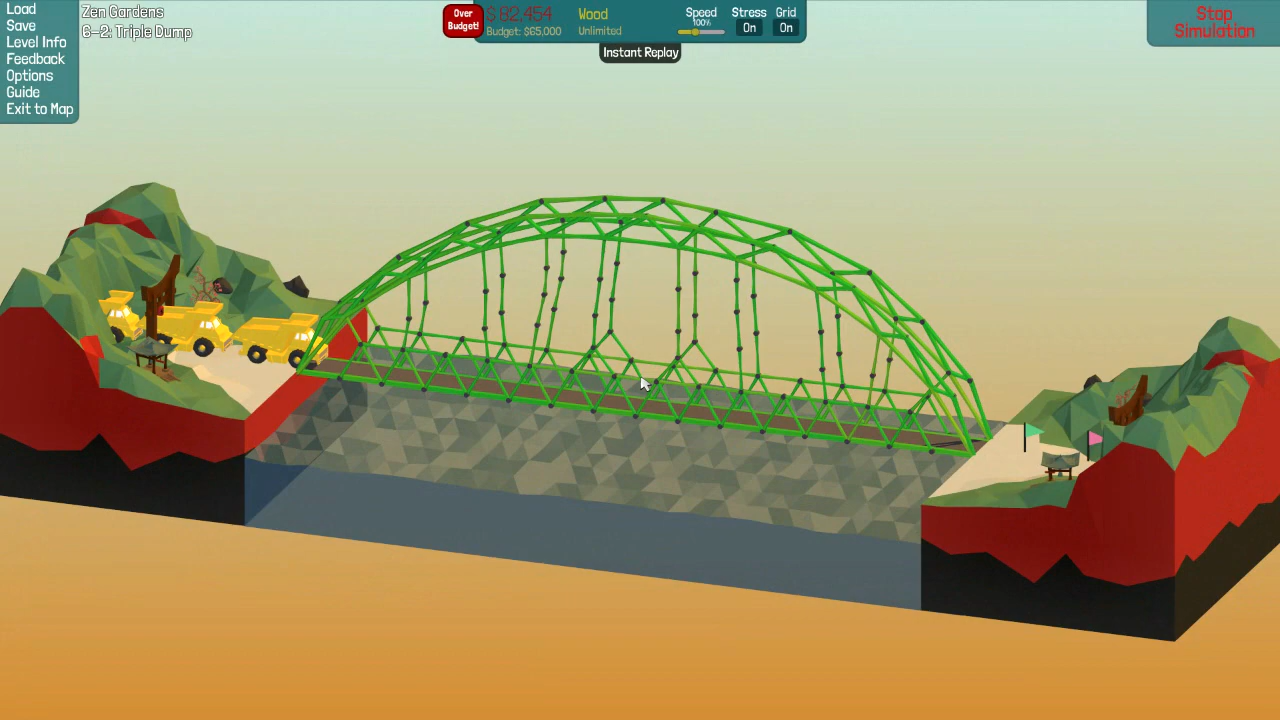 Load
Save
Level Info
Feedback
Options
Guide
Exit to Map
Zen Gardens
6-2: Triple Dump
Over
Budget!
$ 82,454
Budget: $65,000
Wood
Unlimited
Speed
100%
Stress
On
Grid
On
Instant Replay
Stop
Simulation